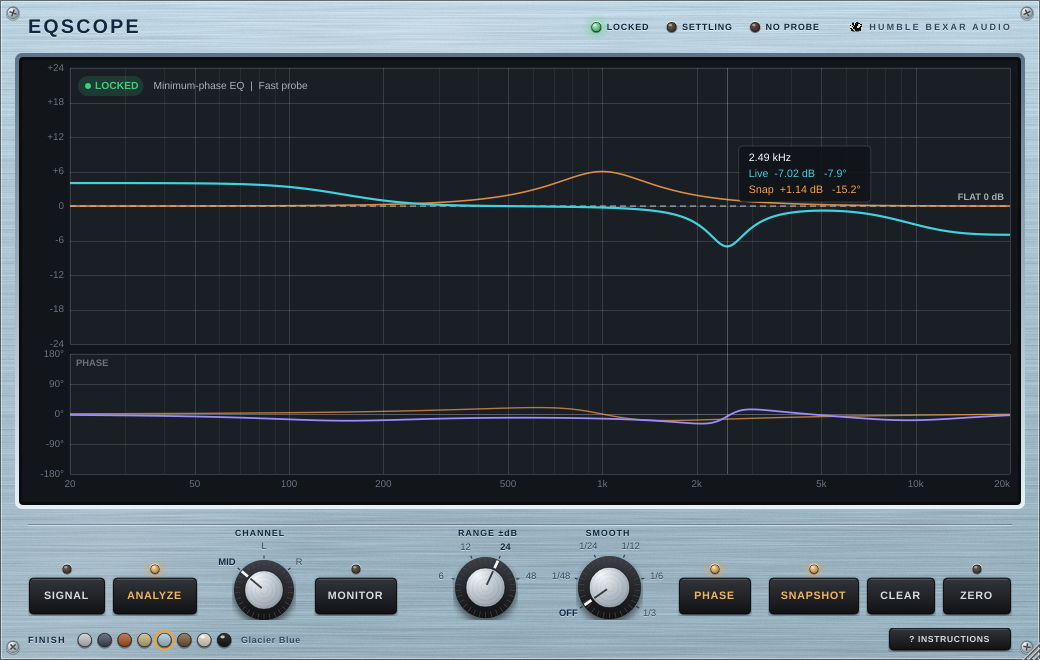 EQSCOPE
LOCKED SETTLING NO PROBE HUMBLE BEXAR AUDIO
+24
LOCKED Minimum-phase EQ | Fast probe
+18
+12
2.49 kHz
+6
Live -7.02 dB -7.9°
Snap +1.14 dB -15.2°
FLAT 0 dB
0
-6
-12
-18
-24
180°
PHASE
90°
0°
-90°
-180°
20 50 100 200 500 1k 2k 5k 10k 20k
CHANNEL RANGE ±dB SMOOTH
L 12 24 1/24 1/12
MID R 6 48 1/48 1/6
SIGNAL ANALYZE MONITOR PHASE SNAPSHOT CLEAR ZERO
OFF 1/3
FINISH Glacier Blue ? INSTRUCTIONS